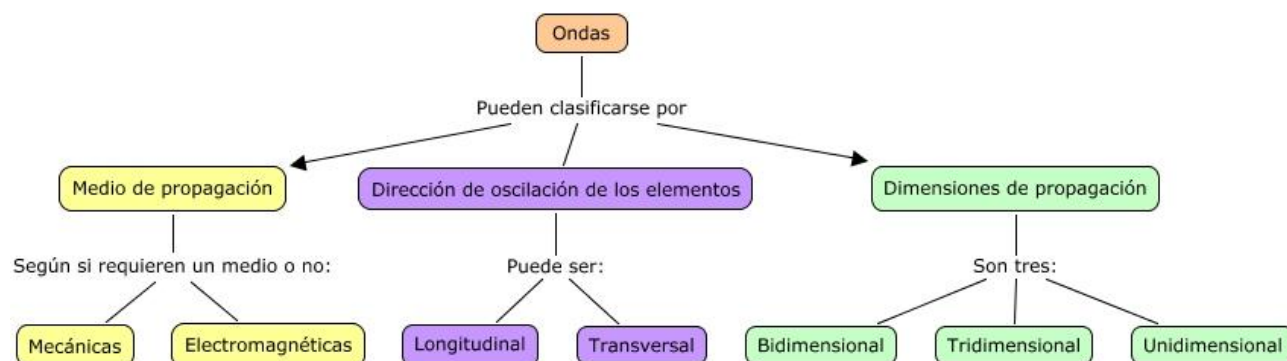 Ondas
Pueden clasificarse por
Medio de propagación
Dirección de oscilación de los elementos
Dimensiones de propagación
Según si requieren un medio o no:
Puede ser:
Son tres:
Mecánicas
Electromagnéticas
Longitudinal
Transversal
Bidimensional
Tridimensional
Unidimensional